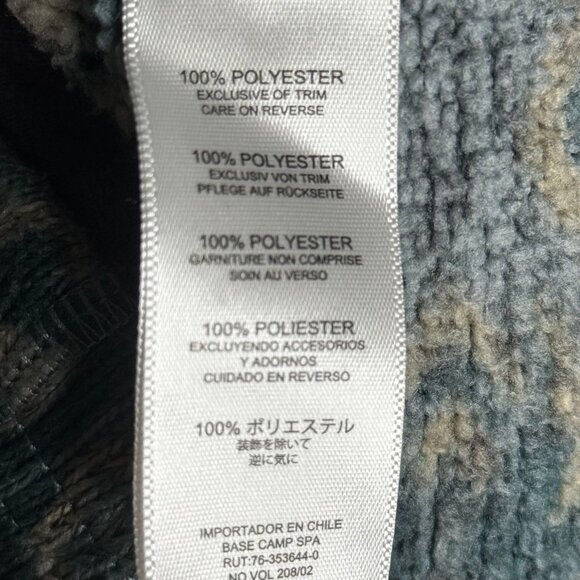 100% POLYESTER
EXCLUSIVE OF TRIM
CARE ON REVERSE
100% POLYESTER
EXCLUSIV VON TRIM
PFLEGE AUF RÜCKSEITE
100% POLYESTER
GARNITURE NON COMPRISE
SOIN AU VERSO
100% POLIESTER
EXCLUYENDO ACCESORIOS
Y ADORNOS
CUIDADO EN REVERSO
100% ポリエステル
装飾を除いて
逆に気に
IMPORTADOR EN CHILE
BASE CAMP SPA
RUT:76-353644-0
NO VOL 208/02